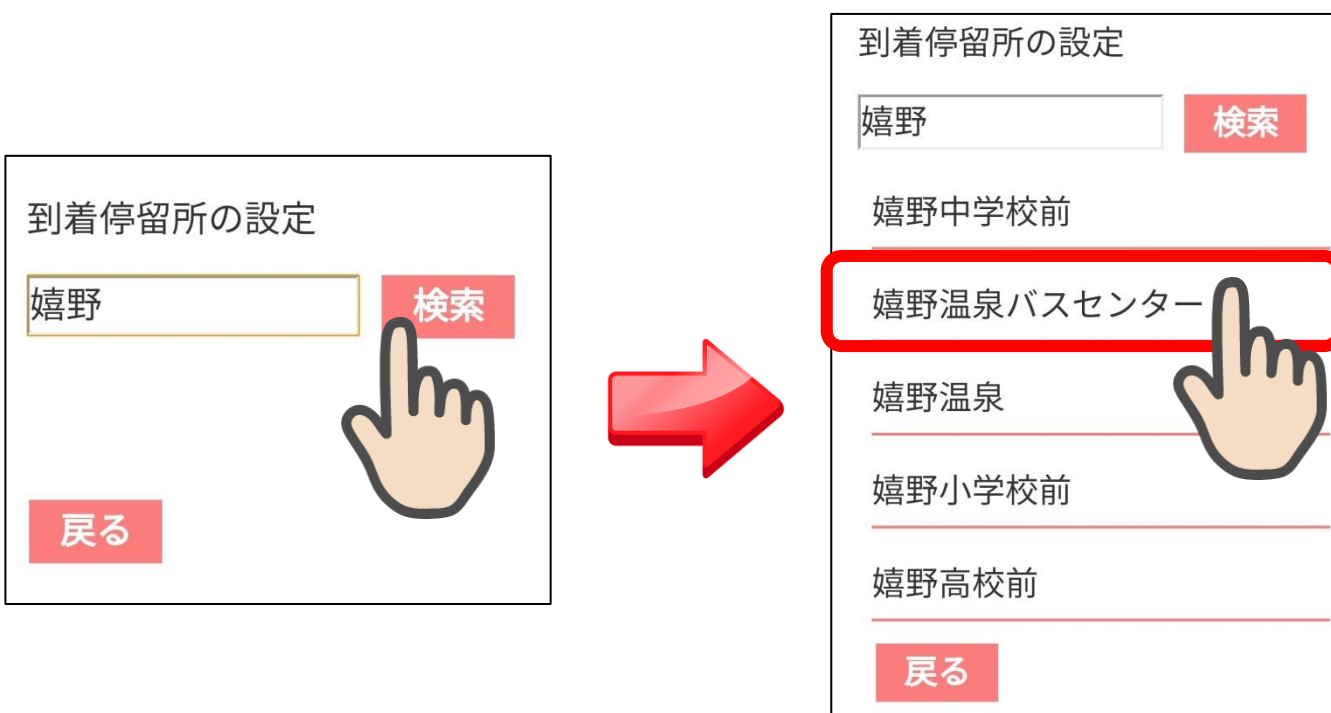 到着停留所の設定
嬉野 検索
戻る
到着停留所の設定
嬉野 検索
嬉野中学校前
嬉野温泉バスセンター
嬉野温泉
嬉野小学校前
嬉野高校前
戻る